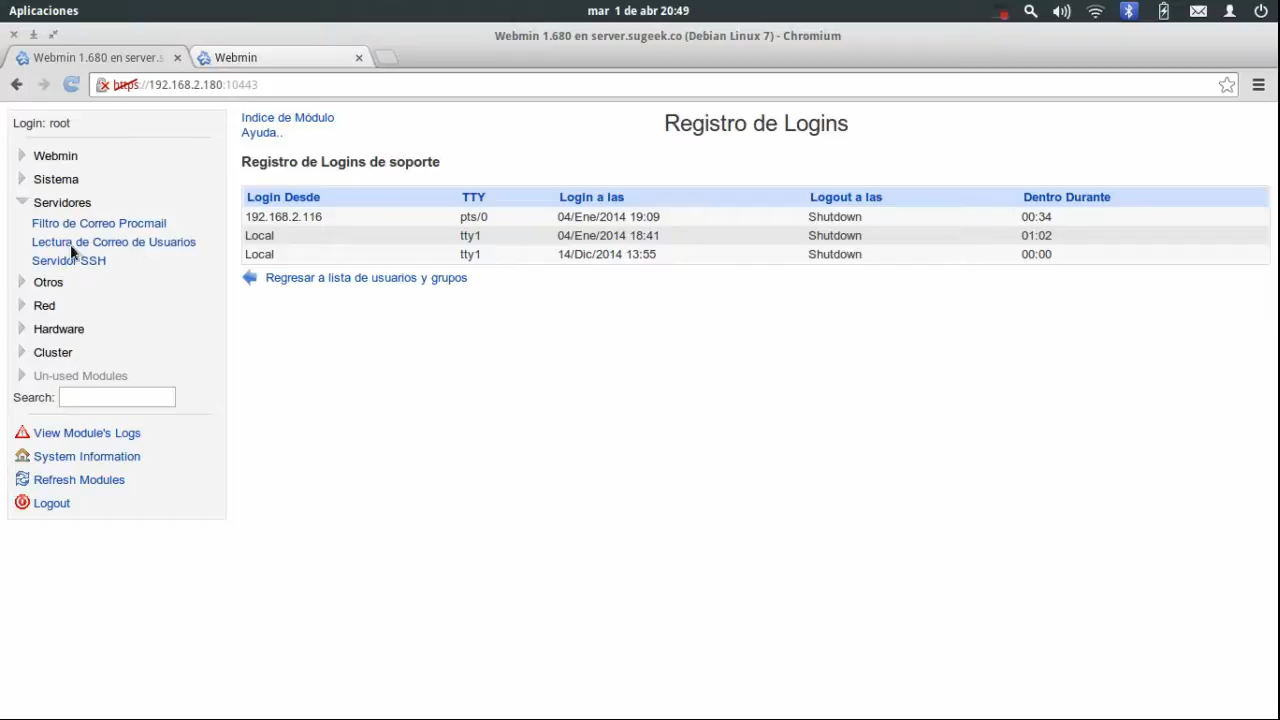 Aplicaciones
mar 1 de abr 20:49
Webmin 1.680 en server.sugeek.co (Debian Linux 7) - Chromium
Webmin 1.680 en server.s
Webmin
https://192.168.2.180:10443
Login: root
Webmin
Sistema
Servidores
Filtro de Correo Procmail
Lectura de Correo de Usuarios
Servidor SSH
Otros
Red
Hardware
Cluster
Un-used Modules
Search:
View Module's Logs
System Information
Refresh Modules
Logout
Indice de Módulo
Ayuda..
Registro de Logins
Registro de Logins de soporte
Login Desde TTY Login a las Logout a las Dentro Durante
192.168.2.116 pts/0 04/Ene/2014 19:09 Shutdown 00:34
Local tty1 04/Ene/2014 18:41 Shutdown 01:02
Local tty1 14/Dic/2014 13:55 Shutdown 00:00
Regresar a lista de usuarios y grupos